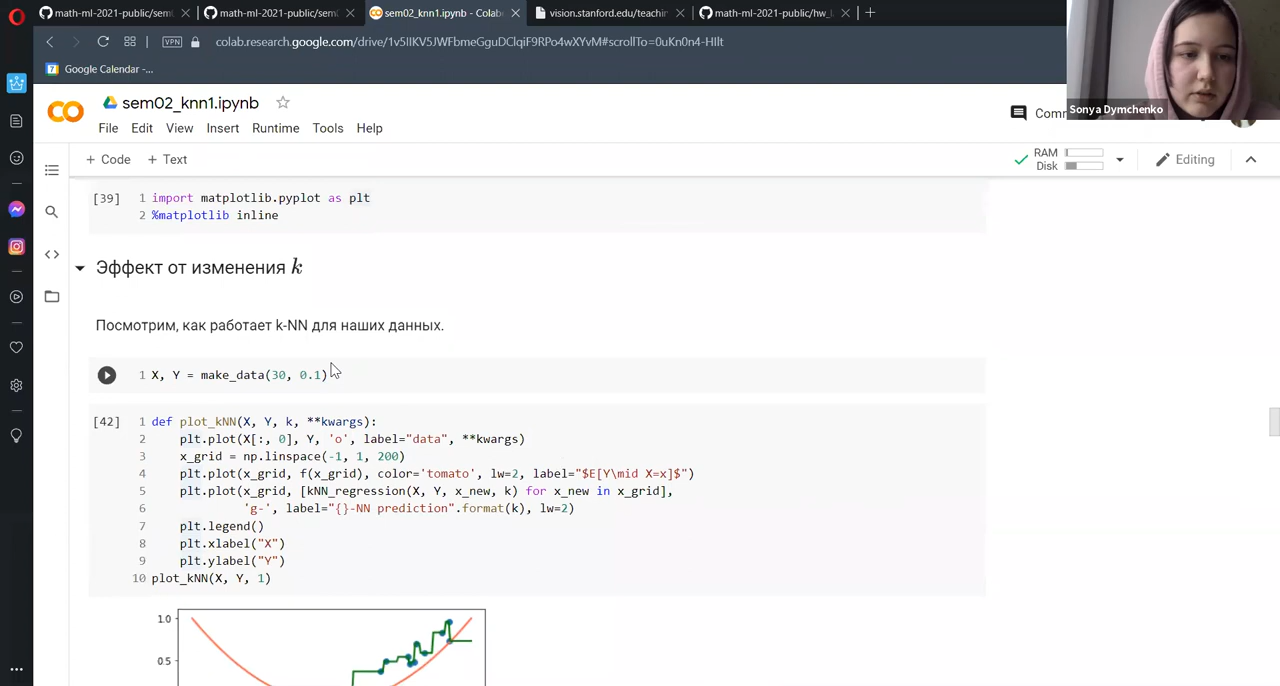 math-ml-2021-public/sem
math-ml-2021-public/sem
sem02_knn1.ipynb - Colab
vision.stanford.edu/teachin
math-ml-2021-public/hw_
VPN
colab.research.google.com/drive/1v5IIKV5JWFbmeGguDClqiF9RPo4wXYvM#scrollTo=0uKn0n4-HIlt
7 Google Calendar -...
Sonya Dymchenko
CO sem02_knn1.ipynb
File Edit View Insert Runtime Tools Help
Comm
+ Code + Text
RAM
Disk
Editing
[39] 1 import matplotlib.pyplot as plt
2 %matplotlib inline
Эффект от изменения k
Посмотрим, как работает k-NN для наших данных.
1 X, Y = make_data(30, 0.1)
[42] 1 def plot_kNN(X, Y, k, **kwargs):
2 plt.plot(X[:, 0], Y, 'o', label="data", **kwargs)
3 x_grid = np.linspace(-1, 1, 200)
4 plt.plot(x_grid, f(x_grid), color='tomato', lw=2, label="$E[Y\mid X=x]$")
5 plt.plot(x_grid, [kNN_regression(X, Y, x_new, k) for x_new in x_grid],
6 'g-', label="{}-NN prediction".format(k), lw=2)
7 plt.legend()
8 plt.xlabel("X")
9 plt.ylabel("Y")
10 plot_kNN(X, Y, 1)
1.0
0.5